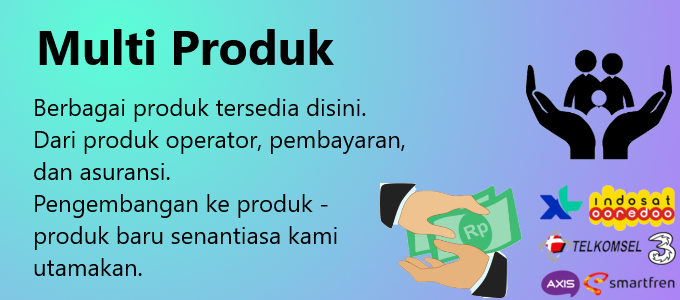 Multi Produk
Berbagai produk tersedia disini.
Dari produk operator, pembayaran,
dan asuransi.
Pengembangan ke produk -
produk baru senantiasa kami
utamakan.
Rp
XL
indosat
ooredoo
TELKOMSEL
3
AXIS
smartfren